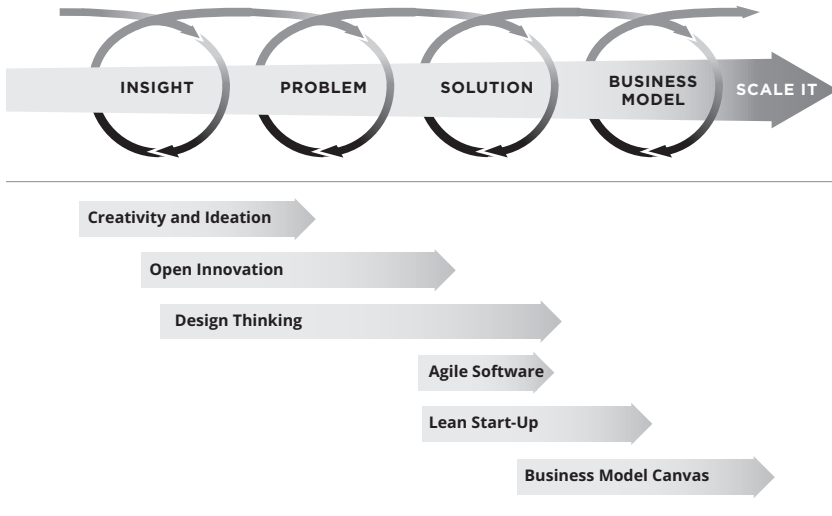 INSIGHT
PROBLEM
SOLUTION
BUSINESS
MODEL
SCALE IT
Creativity and Ideation
Open Innovation
Design Thinking
Agile Software
Lean Start-Up
Business Model Canvas